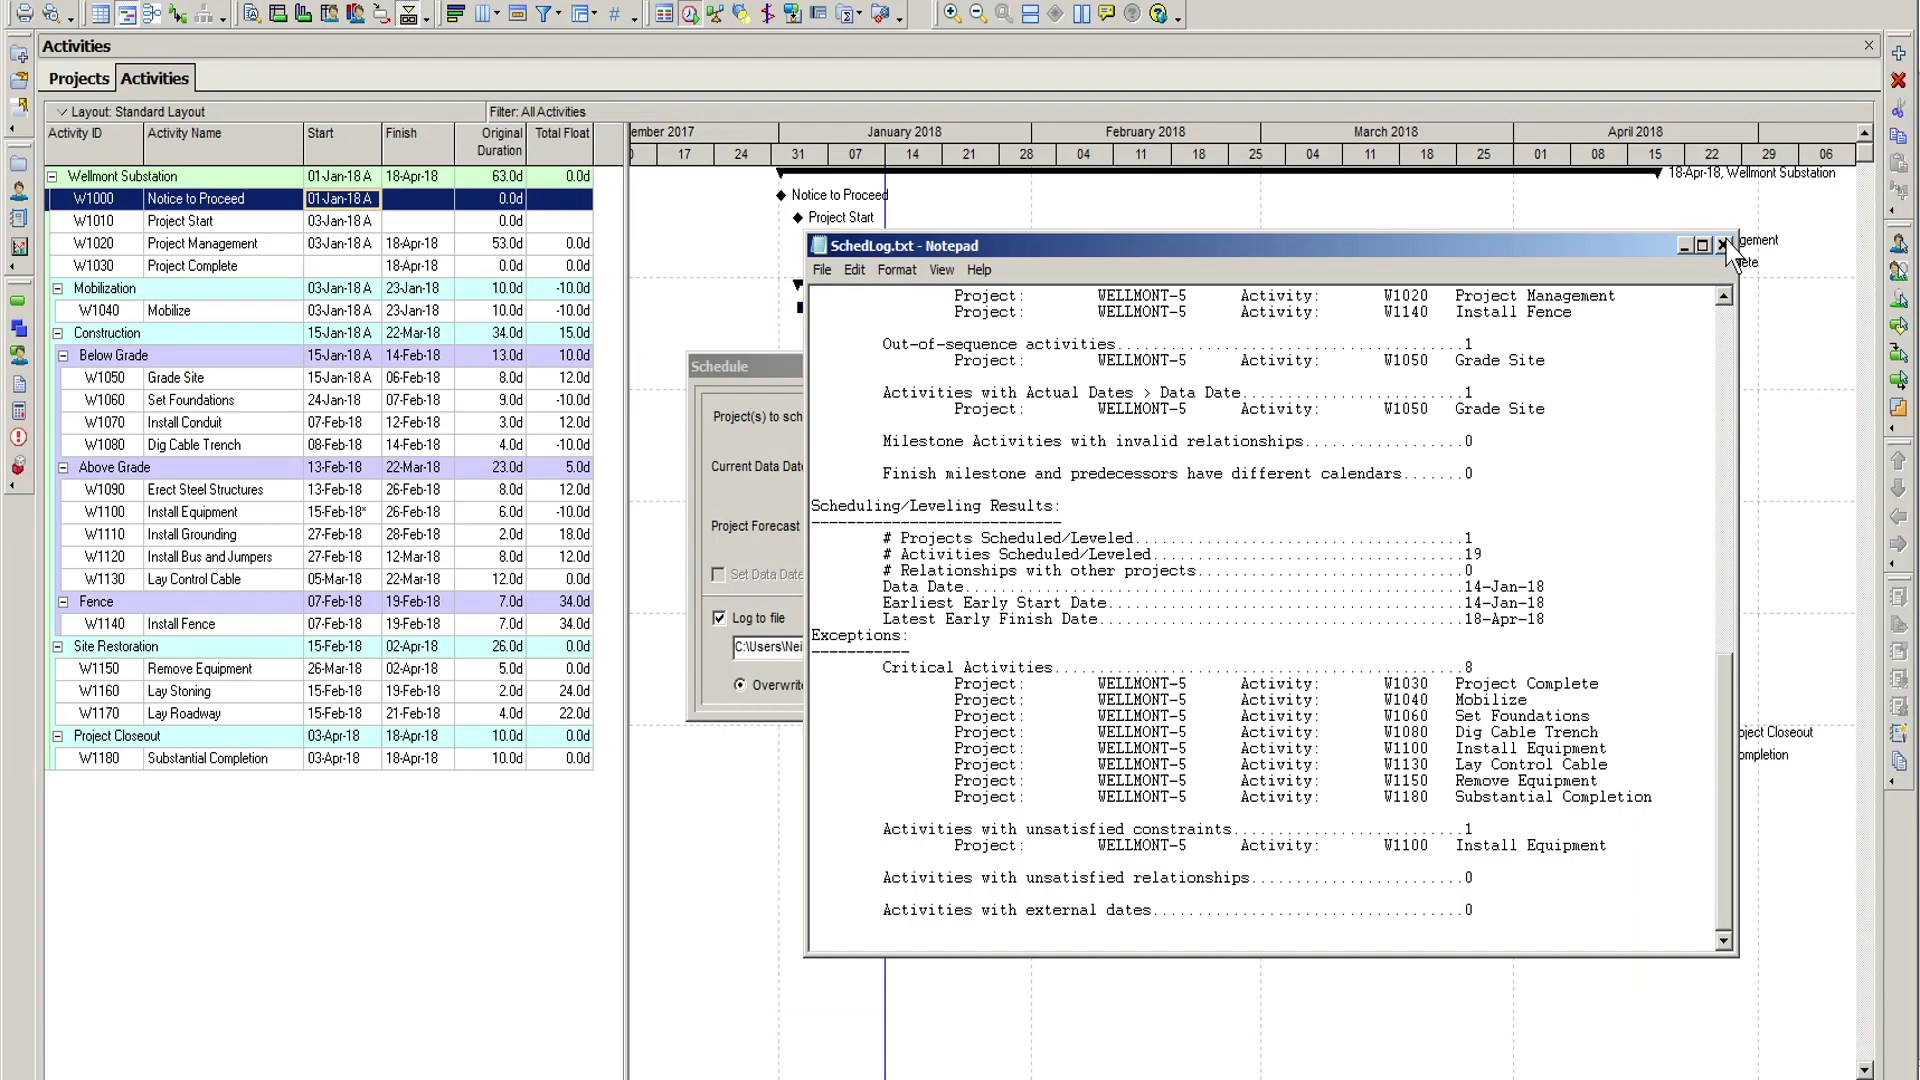 Activities
Projects Activities
Layout: Standard Layout Filter: All Activities
Activity ID Activity Name Start Finish Original Duration Total Float
ember 2017 January 2018 February 2018 March 2018 April 2018
17 24 31 07 14 21 28 04 11 18 25 04 11 18 25 01 08 15 22 29 06
Wellmont Substation 01-Jan-18 A 18-Apr-18 63.0d 0.0d
W1000 Notice to Proceed 01-Jan-18 A 0.0d
W1010 Project Start 03-Jan-18 A 0.0d
W1020 Project Management 03-Jan-18 A 18-Apr-18 53.0d 0.0d
W1030 Project Complete 18-Apr-18 0.0d 0.0d
Mobilization 03-Jan-18 A 23-Jan-18 10.0d -10.0d
W1040 Mobilize 03-Jan-18 A 23-Jan-18 10.0d -10.0d
Construction 15-Jan-18 A 22-Mar-18 34.0d 15.0d
Below Grade 15-Jan-18 A 14-Feb-18 13.0d 10.0d
W1050 Grade Site 15-Jan-18 A 06-Feb-18 8.0d 12.0d
W1060 Set Foundations 24-Jan-18 07-Feb-18 9.0d -10.0d
W1070 Install Conduit 07-Feb-18 12-Feb-18 3.0d 12.0d
W1080 Dig Cable Trench 08-Feb-18 14-Feb-18 4.0d -10.0d
Above Grade 13-Feb-18 22-Mar-18 23.0d 5.0d
W1090 Erect Steel Structures 13-Feb-18 26-Feb-18 8.0d 12.0d
W1100 Install Equipment 15-Feb-18* 26-Feb-18 6.0d -10.0d
W1110 Install Grounding 27-Feb-18 28-Feb-18 2.0d 18.0d
W1120 Install Bus and Jumpers 27-Feb-18 12-Mar-18 8.0d 12.0d
W1130 Lay Control Cable 05-Mar-18 22-Mar-18 12.0d 0.0d
Fence 07-Feb-18 19-Feb-18 7.0d 34.0d
W1140 Install Fence 07-Feb-18 19-Feb-18 7.0d 34.0d
Site Restoration 15-Feb-18 02-Apr-18 26.0d 0.0d
W1150 Remove Equipment 26-Mar-18 02-Apr-18 5.0d 0.0d
W1160 Lay Stoning 15-Feb-18 19-Feb-18 2.0d 24.0d
W1170 Lay Roadway 15-Feb-18 21-Feb-18 4.0d 22.0d
Project Closeout 03-Apr-18 18-Apr-18 10.0d 0.0d
W1180 Substantial Completion 03-Apr-18 18-Apr-18 10.0d 0.0d
18-Apr-18, Wellmont Substation
Notice to Proceed
Project Start
gement
ete
oject Closeout
ompletion
Schedule
Project(s) to sch
Current Data Date
Project Forecast
Set Data Date
Log to file
C:\Users\Nei
Overwrite
SchedLog.txt - Notepad
File Edit Format View Help
Project: WELLMONT-5 Activity: W1020 Project Management
Project: WELLMONT-5 Activity: W1140 Install Fence
Out-of-sequence activities.......................................1
Project: WELLMONT-5 Activity: W1050 Grade Site
Activities with Actual Dates > Data Date.........................1
Project: WELLMONT-5 Activity: W1050 Grade Site
Milestone Activities with invalid relationships..................0
Finish milestone and predecessors have different calendars.......0
Scheduling/Leveling Results:
----------------------------
# Projects Scheduled/Leveled.....................................1
# Activities Scheduled/Leveled...................................19
# Relationships with other projects..............................0
Data Date........................................................14-Jan-18
Earliest Early Start Date........................................14-Jan-18
Latest Early Finish Date.........................................18-Apr-18
Exceptions:
-----------
Critical Activities..............................................8
Project: WELLMONT-5 Activity: W1030 Project Complete
Project: WELLMONT-5 Activity: W1040 Mobilize
Project: WELLMONT-5 Activity: W1060 Set Foundations
Project: WELLMONT-5 Activity: W1080 Dig Cable Trench
Project: WELLMONT-5 Activity: W1100 Install Equipment
Project: WELLMONT-5 Activity: W1130 Lay Control Cable
Project: WELLMONT-5 Activity: W1150 Remove Equipment
Project: WELLMONT-5 Activity: W1180 Substantial Completion
Activities with unsatisfied constraints..........................1
Project: WELLMONT-5 Activity: W1100 Install Equipment
Activities with unsatisfied relationships........................0
Activities with external dates...................................0